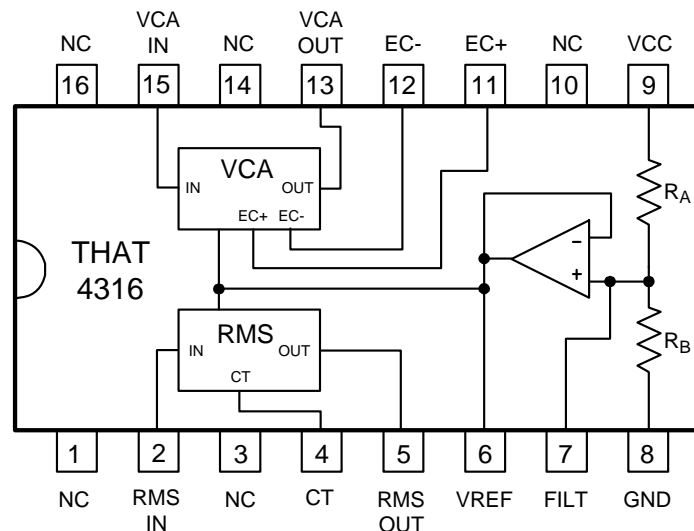 NC
VCA
IN
NC
VCA
OUT
EC-
EC+
NC
VCC
16
15
14
13
12
11
10
9
VCA
IN
OUT
EC+
EC-
RA
-
+
THAT
4316
RMS
IN
OUT
CT
RB
1
2
3
4
5
6
7
8
NC
RMS
IN
NC
CT
RMS
OUT
VREF
FILT
GND